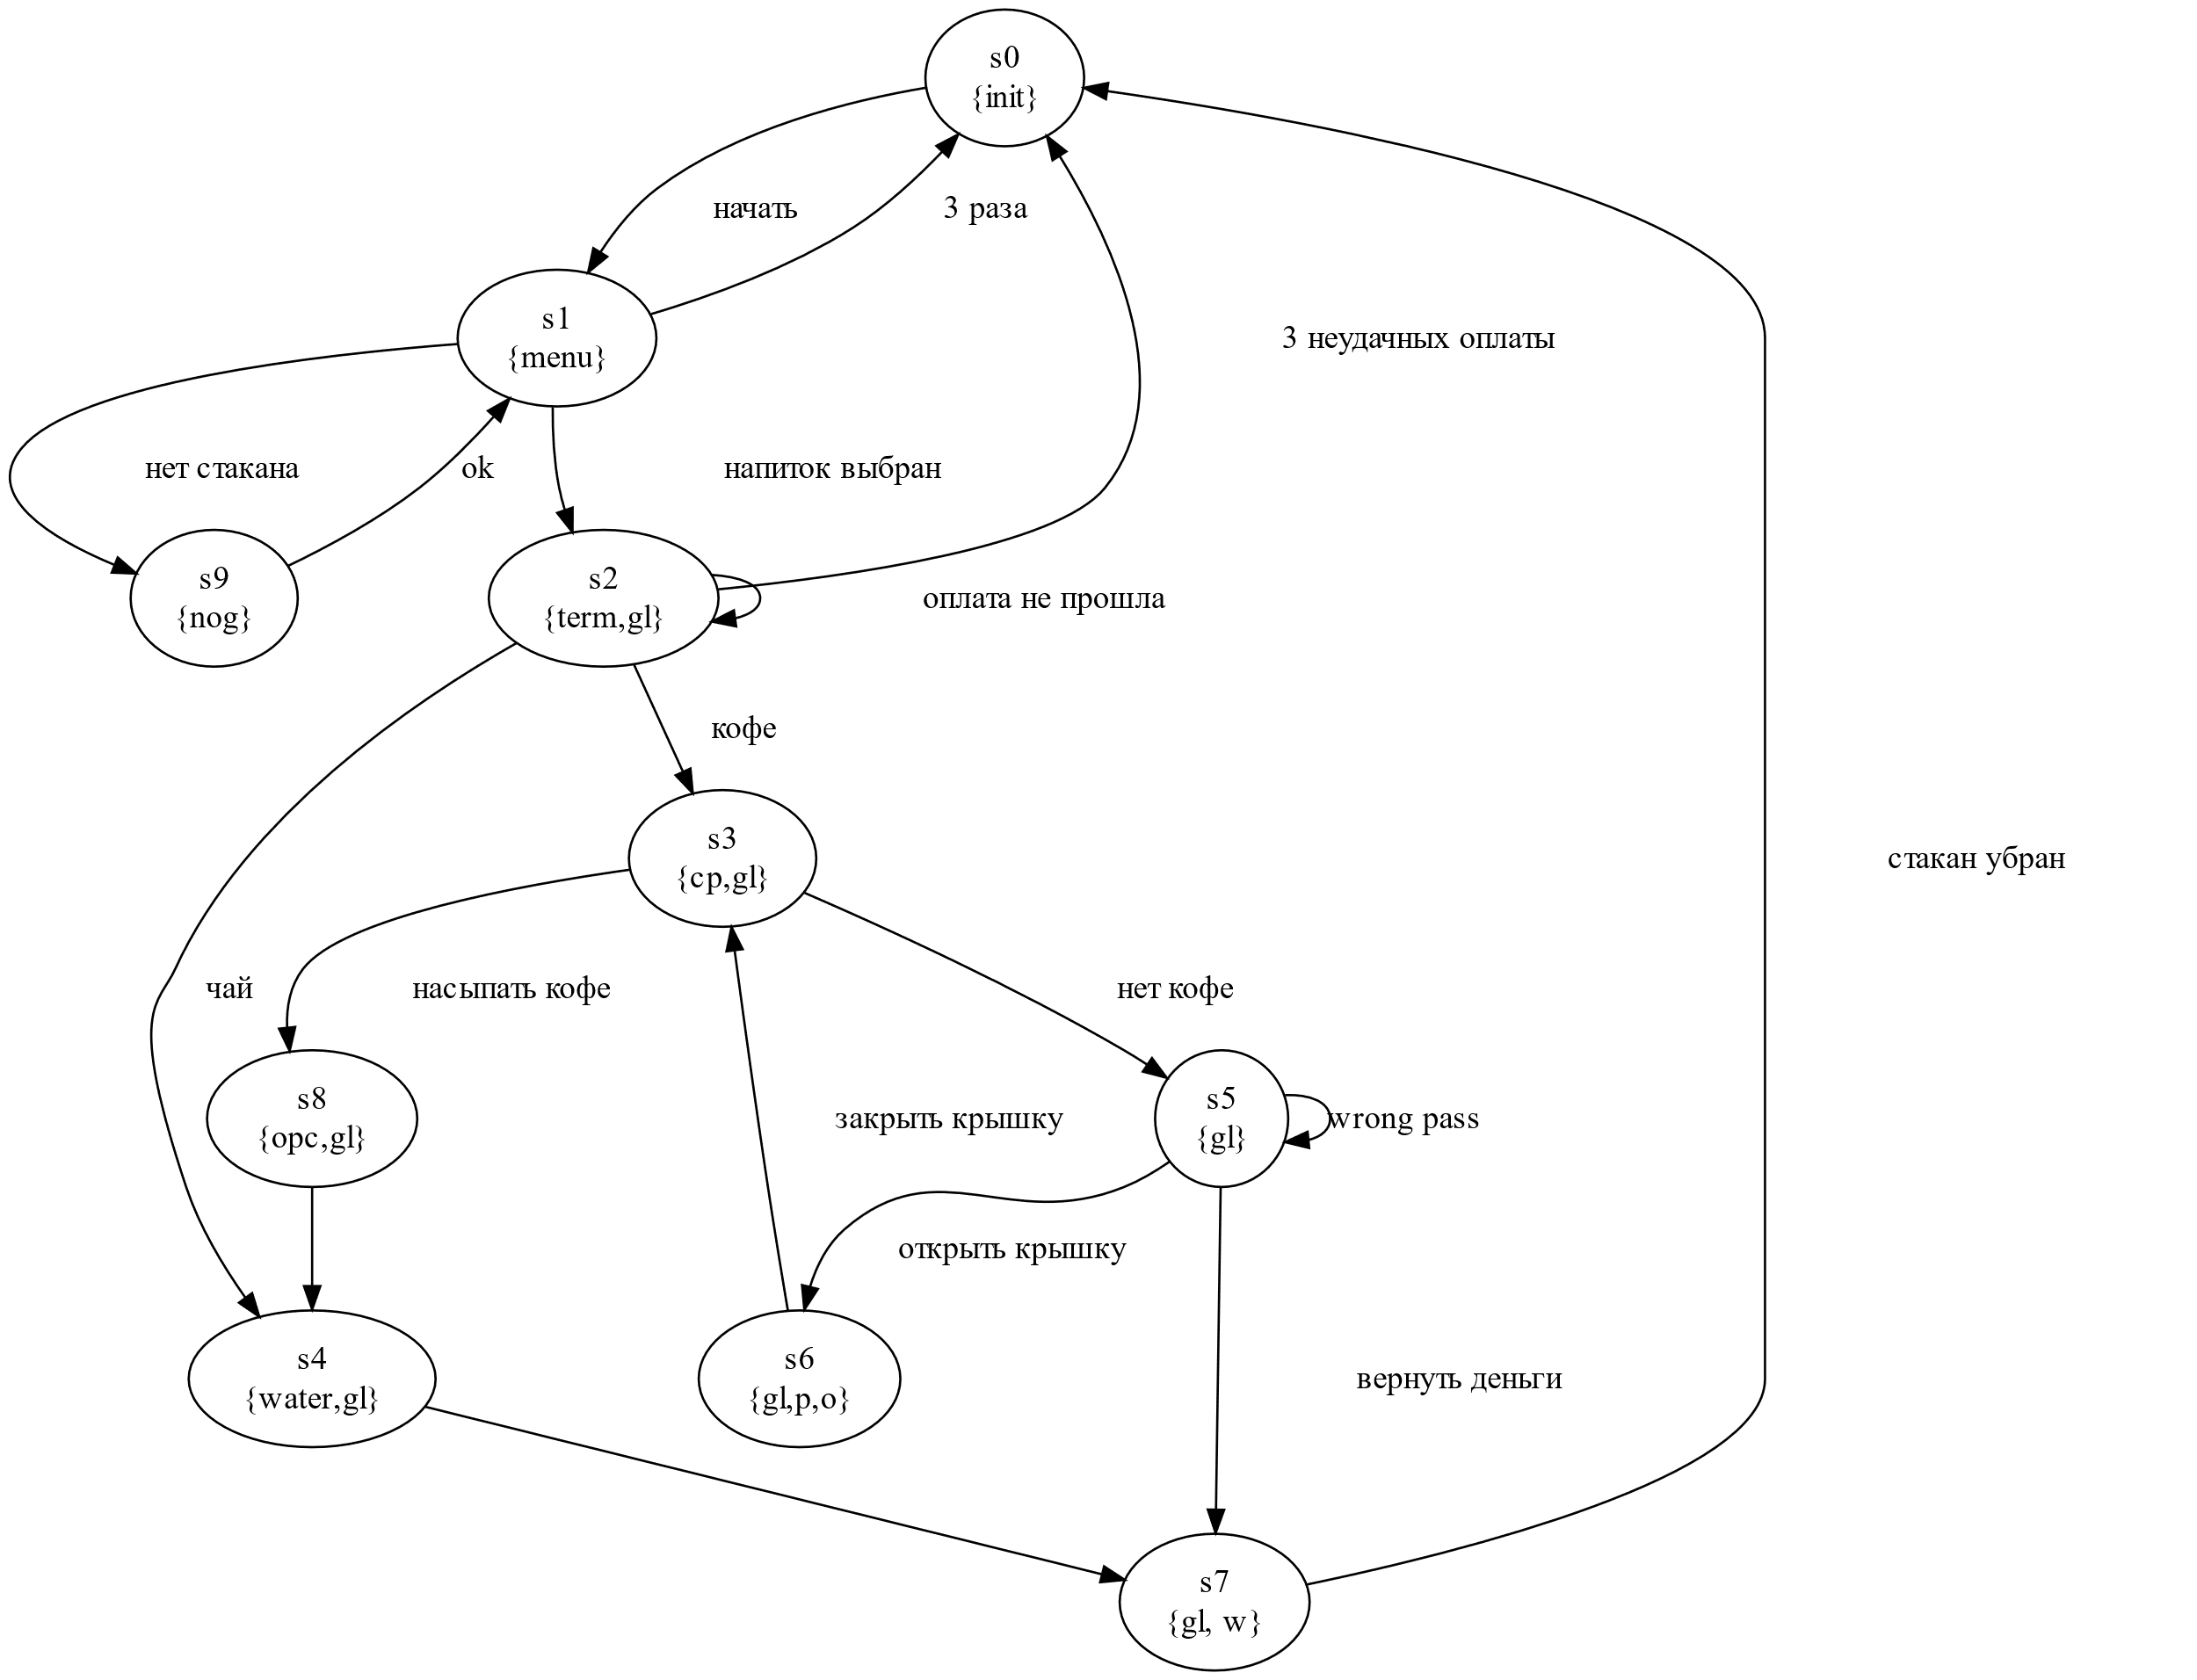 s0
{init}
начать
3 раза
s1
{menu}
3 неудачных оплаты
нет стакана
ok
напиток выбран
s9
{nog}
s2
{term,gl}
оплата не прошла
кофе
s3
{cp,gl}
стакан убран
чай
насыпать кофе
нет кофе
s8
{opc,gl}
закрыть крышку
s5
{gl}
wrong pass
открыть крышку
s4
{water,gl}
s6
{gl,p,o}
вернуть деньги
s7
{gl, w}